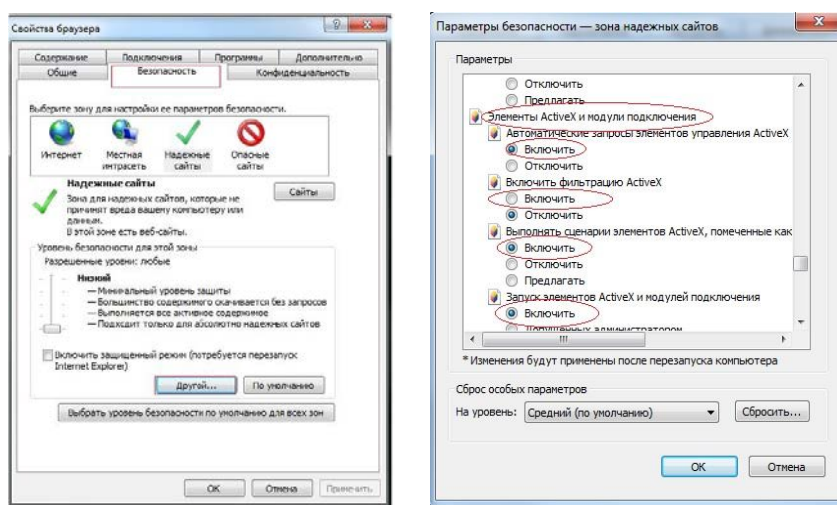 Свойства браузера
Содержание Подключения Программы Дополнительно
Общие Безопасность Конфиденциальность
Выберите зону для настройки ее параметров безопасности.
Интернет Местная интрасеть Надежные сайты Опасные сайты
Надежные сайты
Сайты
Зона для надежных сайтов, которые не
причинят вреда вашему компьютеру или
данным.
В этой зоне есть веб-сайты.
Уровень безопасности для этой зоны
Разрешенные уровни: любые
Низкий
— Минимальный уровень защиты
— Большинство содержимого скачивается без запросов
— Выполняется все активное содержимое
— Подходит только для абсолютно надежных сайтов
Включить защищенный режим (потребуется перезапуск
Internet Explorer)
Другой... По умолчанию
Выбрать уровень безопасности по умолчанию для всех зон
OK Отмена Применить
Параметры безопасности — зона надежных сайтов
Параметры
Отключить
Предлагать
Элементы ActiveX и модули подключения
Автоматические запросы элементов управления ActiveX
Включить
Отключить
Включить фильтрацию ActiveX
Включить
Отключить
Выполнять сценарии элементов ActiveX, помеченные как
Включить
Отключить
Предлагать
Запуск элементов ActiveX и модулей подключения
Включить
Допущенных администратором
* Изменения будут применены после перезапуска компьютера
Сброс особых параметров
На уровень: Средний (по умолчанию) Сбросить...
OK Отмена